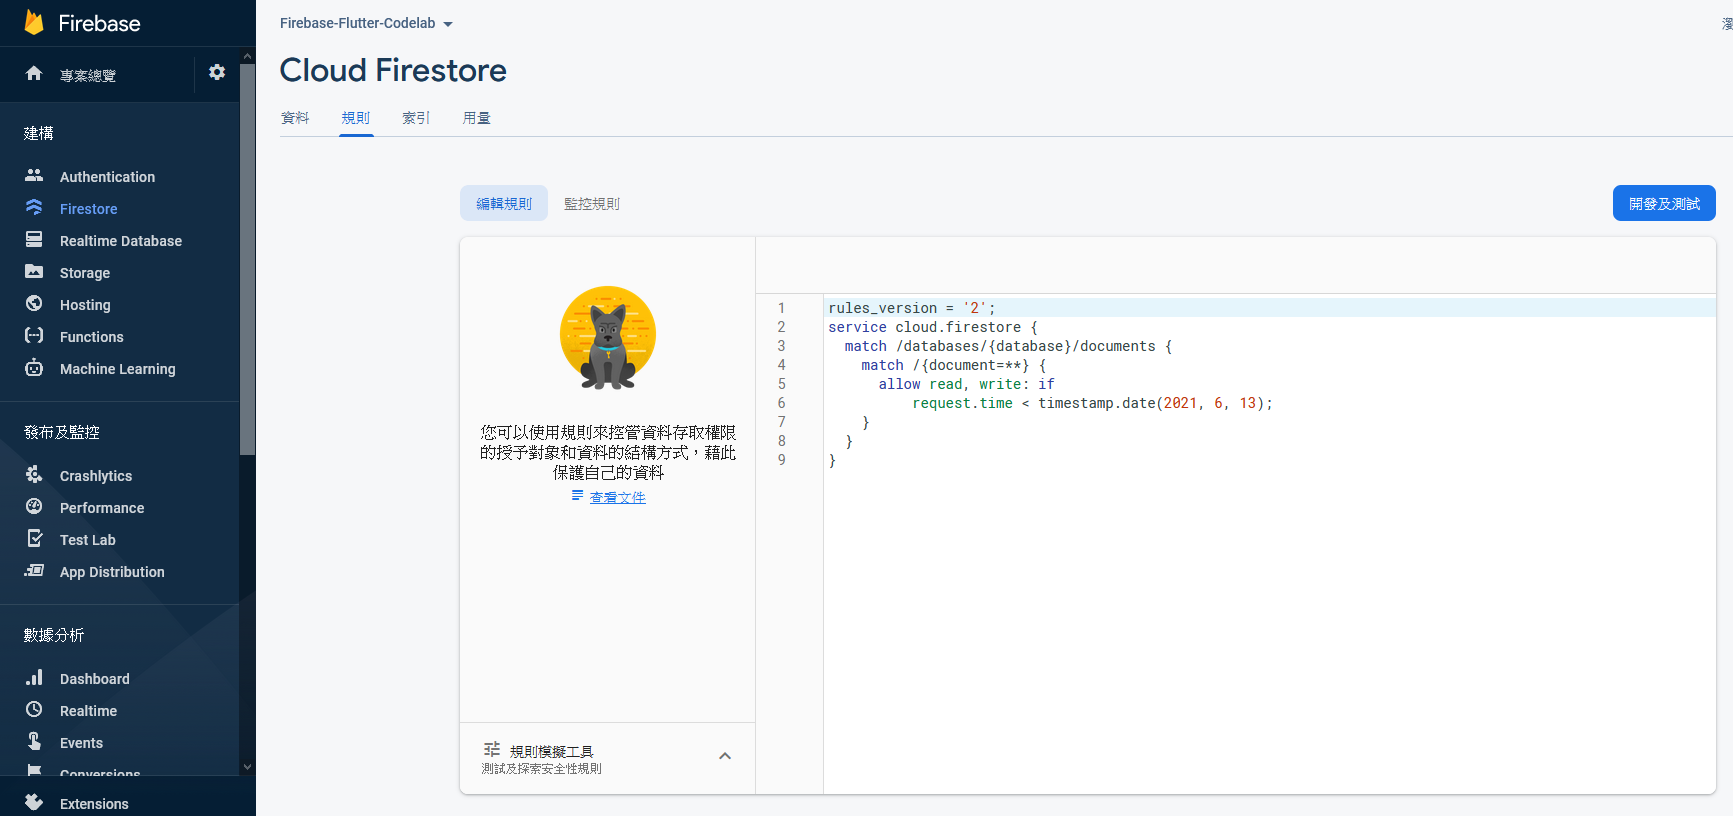 Firebase
專案總覽
建構
Authentication
Firestore
Realtime Database
Storage
Hosting
Functions
Machine Learning
發布及監控
Crashlytics
Performance
Test Lab
App Distribution
數據分析
Dashboard
Realtime
Events
Conversions
Extensions
Firebase-Flutter-Codelab
Cloud Firestore
資料 規則 索引 用量
編輯規則 監控規則
開發及測試
您可以使用規則來控管資料存取權限
的授予對象和資料的結構方式，藉此
保護自己的資料
查看文件
規則模擬工具
測試及探索安全性規則
1 rules_version = '2';
2 service cloud.firestore {
3 match /databases/{database}/documents {
4 match /{document=**} {
5 allow read, write: if
6 request.time < timestamp.date(2021, 6, 13);
7 }
8 }
9 }